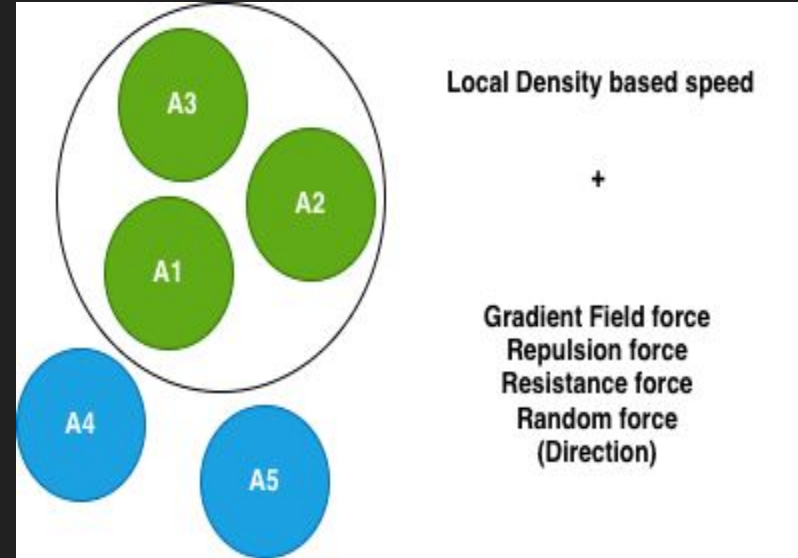 A3
A2
A1
A4
A5
Local Density based speed
+
Gradient Field force
Repulsion force
Resistance force
Random force
(Direction)